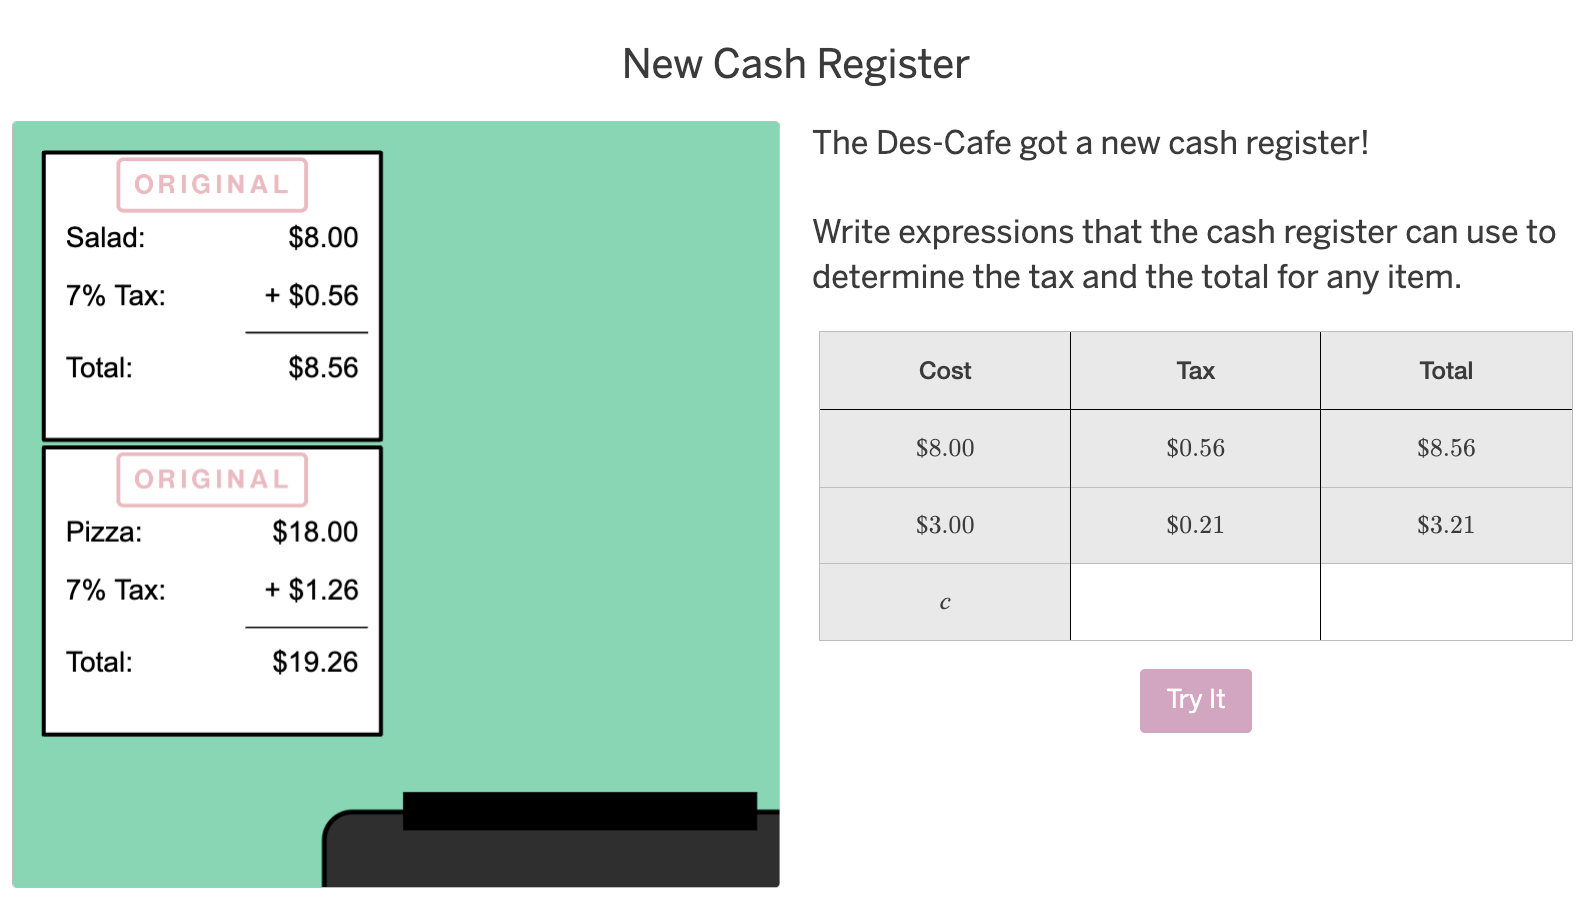 New Cash Register
ORIGINAL
Salad: $8.00
7% Tax: + $0.56
Total: $8.56
ORIGINAL
Pizza: $18.00
7% Tax: + $1.26
Total: $19.26
The Des-Cafe got a new cash register!
Write expressions that the cash register can use to
determine the tax and the total for any item.
Cost Tax Total
$8.00 $0.56 $8.56
$3.00 $0.21 $3.21
c
Try It